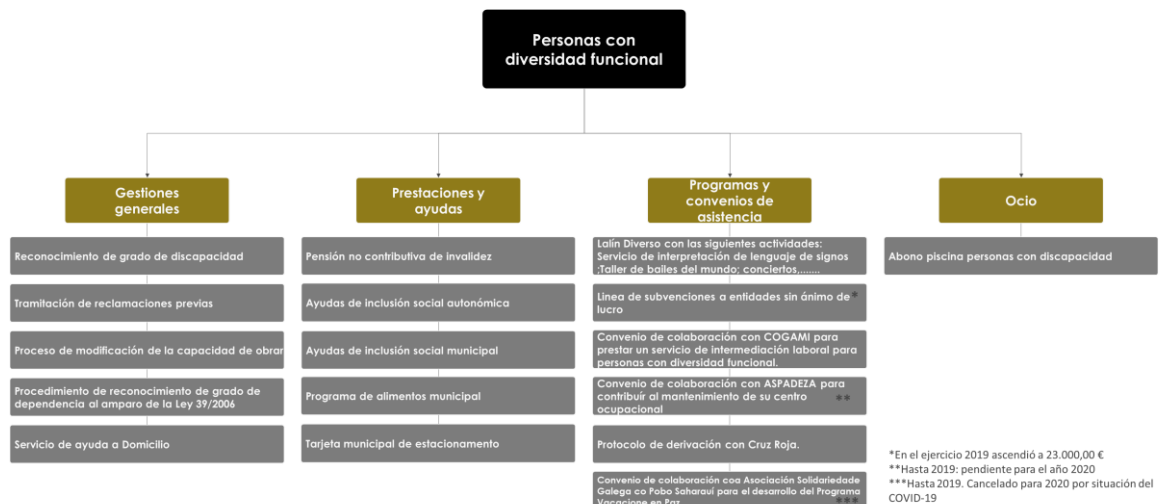 Personas con
diversidad funcional
Gestiones
generales
Reconocimiento de grado de discapacidad
Tramitación de reclamaciones previas
Proceso de modificación de la capacidad de obrar
Procedimiento de reconocimiento de grado de
dependencia al amparo de la Ley 39/2006
Servicio de ayuda a Domicilio
Prestaciones y
ayudas
Pensión no contributiva de invalidez
Ayudas de inclusión social autonómica
Ayudas de inclusión social municipal
Programa de alimentos municipal
Tarjeta municipal de estacionamento
Programas y
convenios de
asistencia
Lalín Diverso con las siguientes actividades:
Servicio de interpretación de lenguaje de signos
;Taller de bailes del mundo; conciertos,.......
Linea de subvenciones a entidades sin ánimo de *
lucro
Convenio de colaboración con COGAMI para
prestar un servicio de intermediación laboral para
personas con diversidad funcional.
Convenio de colaboración con ASPADEZA para
contribuír al mantenimiento de su centro **
ocupacional
Protocolo de derivación con Cruz Roja.
Convenio de colaboración coa Asociación Solidariedade
Galega co Pobo Saharauí para el desarrollo del Programa
Vacacione en Paz ***
Ocio
Abono piscina personas con discapacidad
*En el ejercicio 2019 ascendió a 23.000,00 €
**Hasta 2019: pendiente para el año 2020
***Hasta 2019. Cancelado para 2020 por situación del
COVID-19